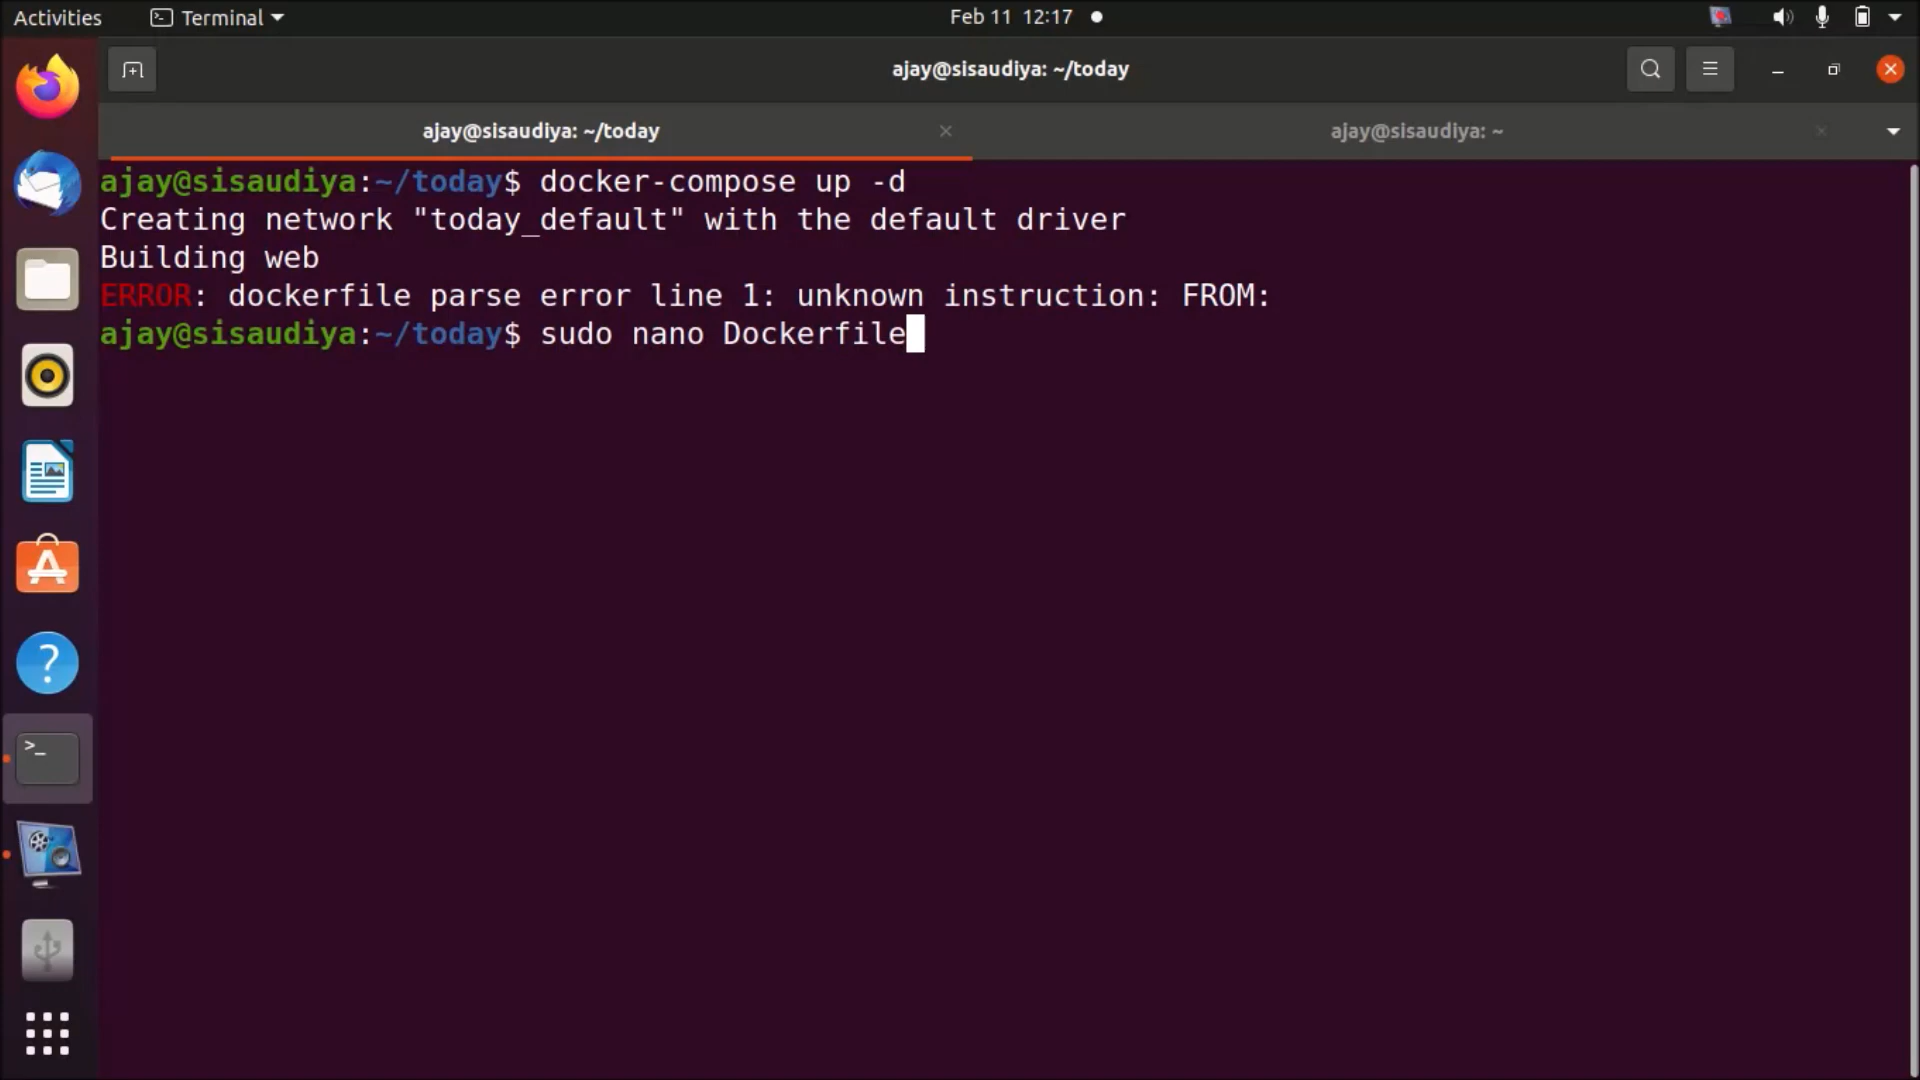 Activities Terminal Feb 11 12:17
ajay@sisaudiya: ~/today
ajay@sisaudiya: ~/today ajay@sisaudiya: ~
ajay@sisaudiya:~/today$ docker-compose up -d
Creating network "today_default" with the default driver
Building web
ERROR: dockerfile parse error line 1: unknown instruction: FROM:
ajay@sisaudiya:~/today$ sudo nano Dockerfile